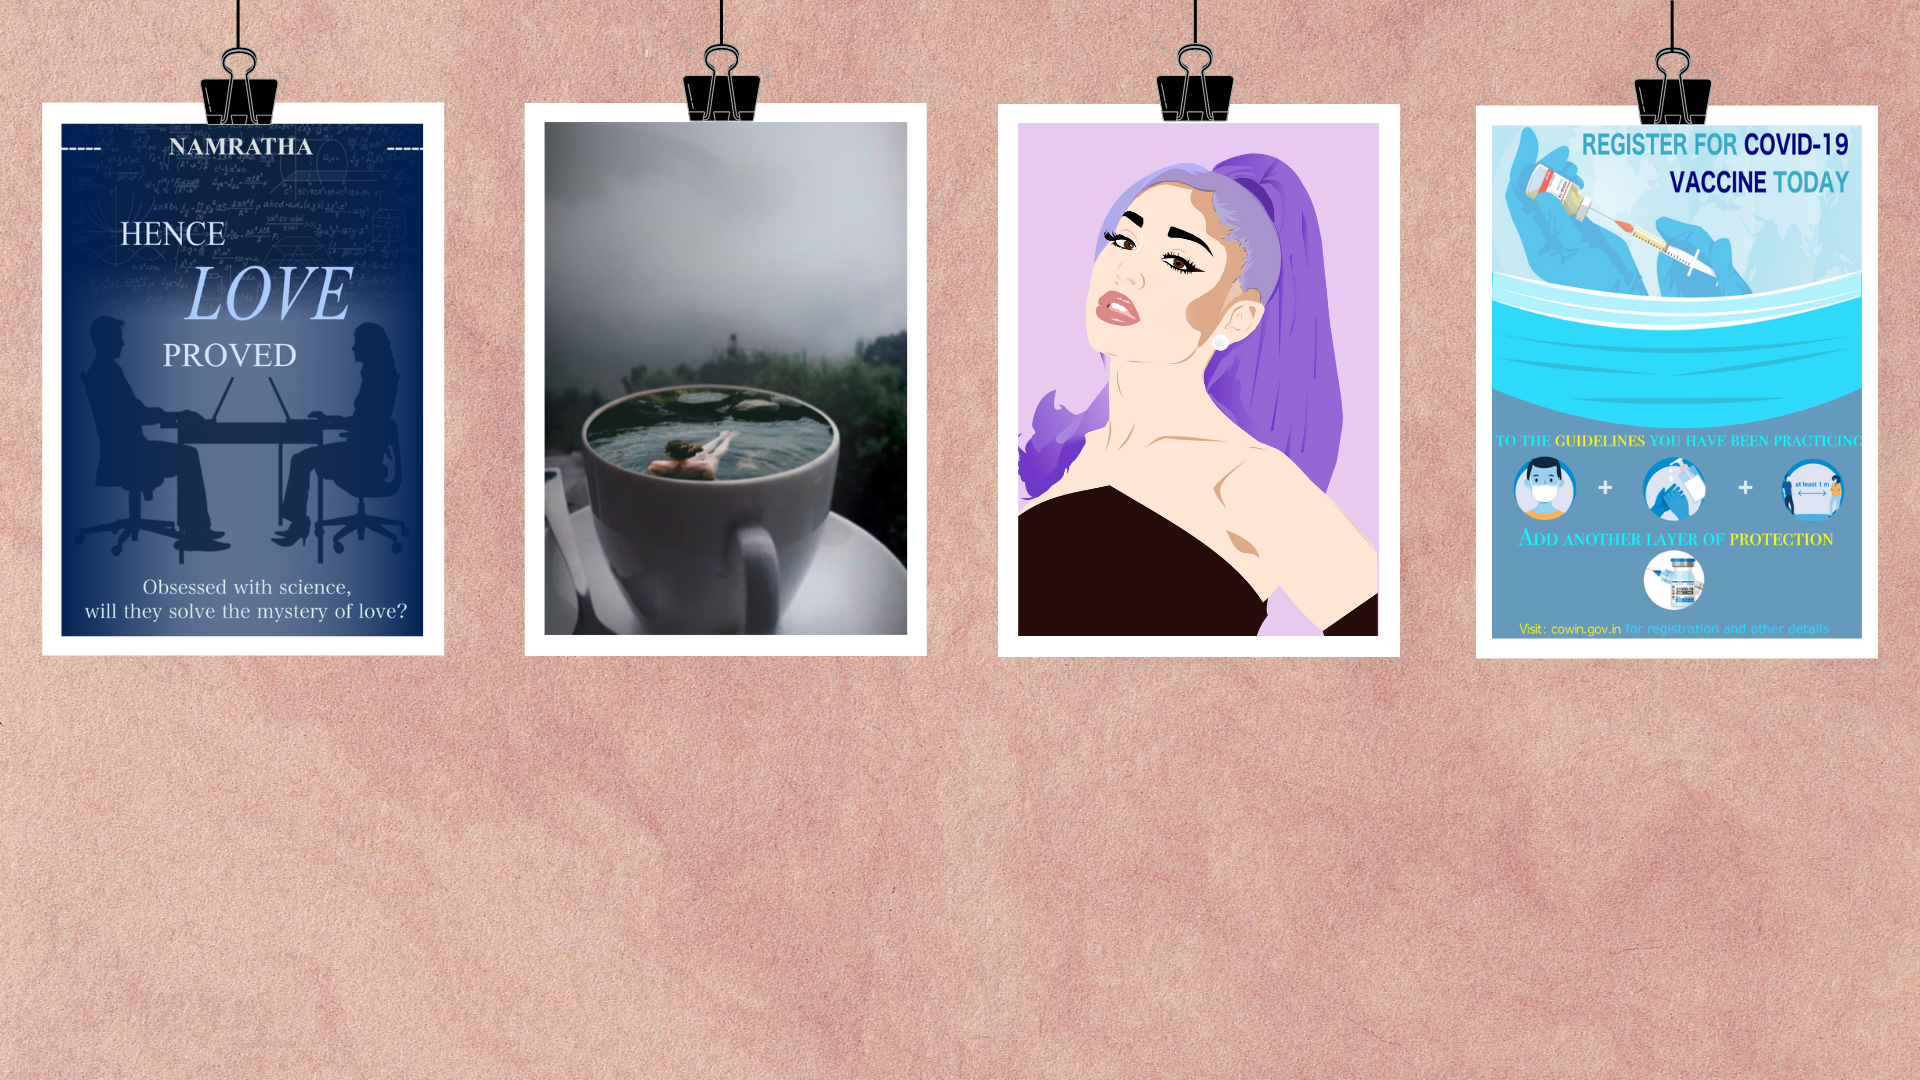 NAMRATHA
HENCE
LOVE
PROVED
Obsessed with science,
will they solve the mystery of love?
REGISTER FOR COVID-19
VACCINE TODAY
TO THE GUIDELINES YOU HAVE BEEN PRACTICING
at least 1 m
ADD ANOTHER LAYER OF PROTECTION
Visit: cowin.gov.in for registration and other details